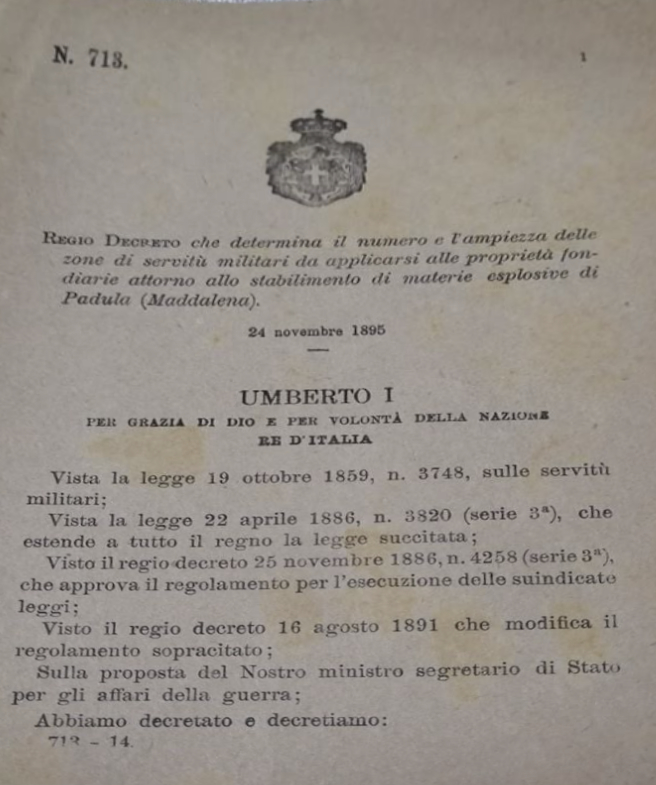 N. 713.
1
REGIO DECRETO che determina il numero e l'ampiezza delle
zone di servitù militari da applicarsi alle proprietà fon-
diarie attorno allo stabilimento di materie esplosive di
Padula (Maddalena).
24 novembre 1895
UMBERTO I
PER GRAZIA DI DIO E PER VOLONTÀ DELLA NAZIONE
RE D'ITALIA
Vista la legge 19 ottobre 1859, n. 3748, sulle servitù
militari;
Vista la legge 22 aprile 1886, n. 3820 (serie 3ª), che
estende a tutto il regno la legge succitata;
Visto il regio decreto 25 novembre 1886, n. 4258 (serie 3ª),
che approva il regolamento per l'esecuzione delle suindicate
leggi;
Visto il regio decreto 16 agosto 1891 che modifica il
regolamento sopracitato;
Sulla proposta del Nostro ministro segretario di Stato
per gli affari della guerra;
Abbiamo decretato e decretiamo:
713 – 14.